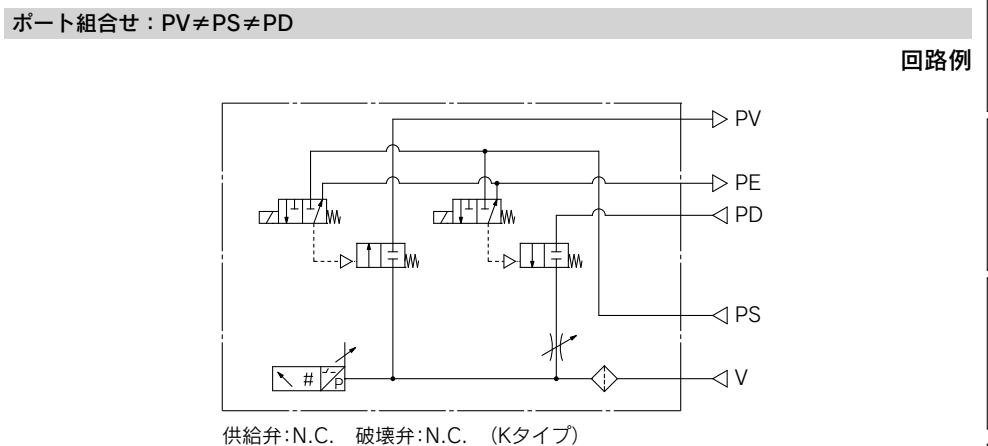 ポート組合せ：PV≠PS≠PD
回路例
PV
PE
PD
PS
V
# P
供給弁：N.C.　破壊弁：N.C.　（Kタイプ）